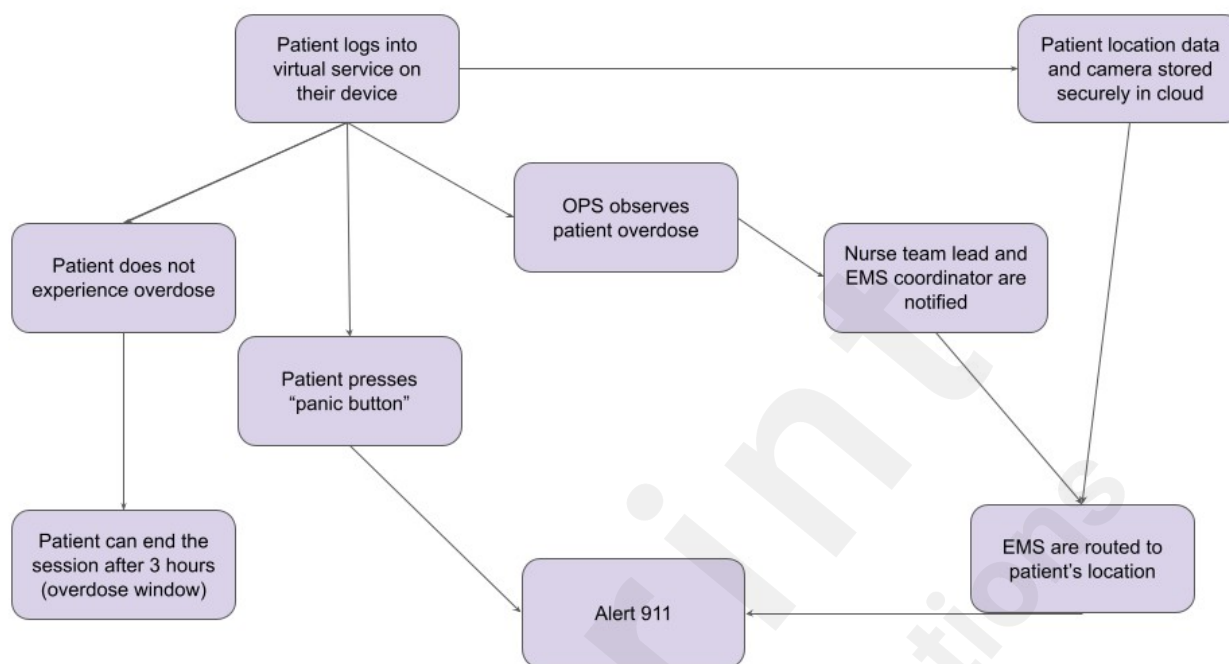 Patient logs into
virtual service on
their device
Patient location data
and camera stored
securely in cloud
OPS observes
patient overdose
Patient does not
experience overdose
Nurse team lead and
EMS coordinator are
notified
Patient presses
“panic button”
Patient can end the
session after 3 hours
(overdose window)
EMS are routed to
patient’s location
Alert 911
rint
tions